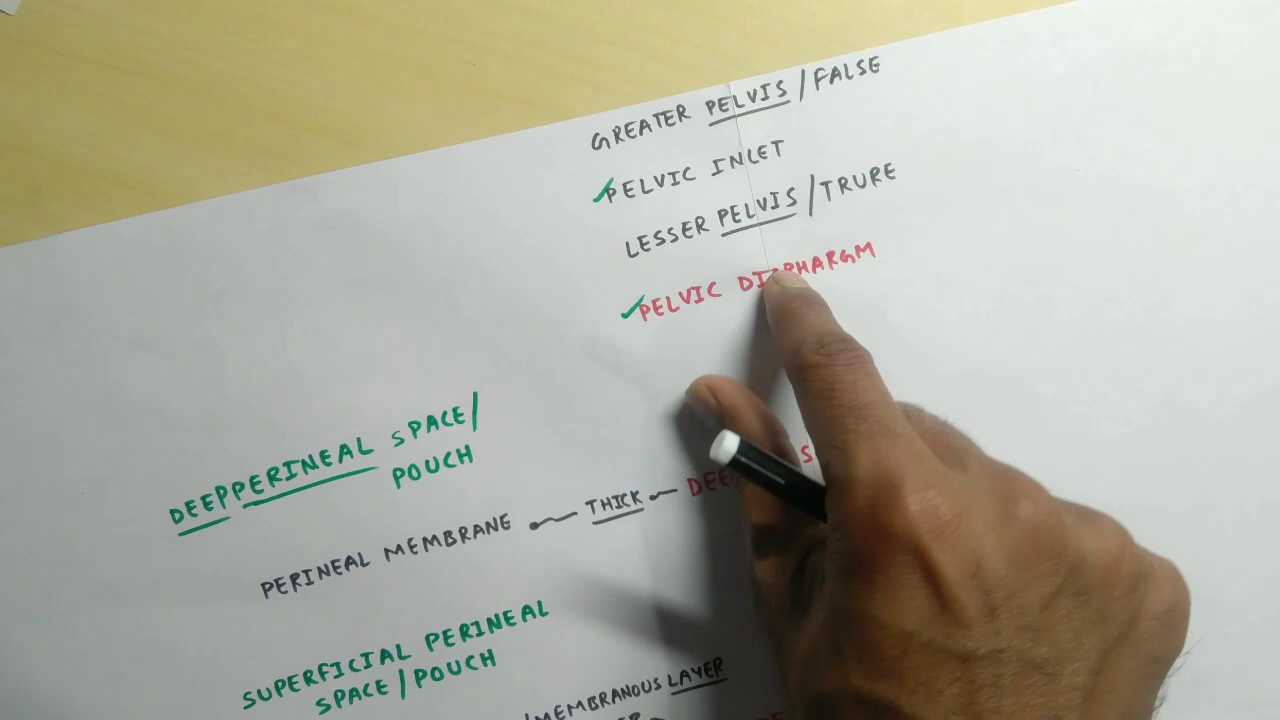 GREATER PELVIS/FALSE
PELVIC INLET
LESSER PELVIS/TRURE
PELVIC
DEEPPERINEAL SPACE/
POUCH
PERINEAL MEMBRANE THICK
SUPERFICIAL PERINEAL
SPACE/POUCH
/MEMBRANOUS LAYER